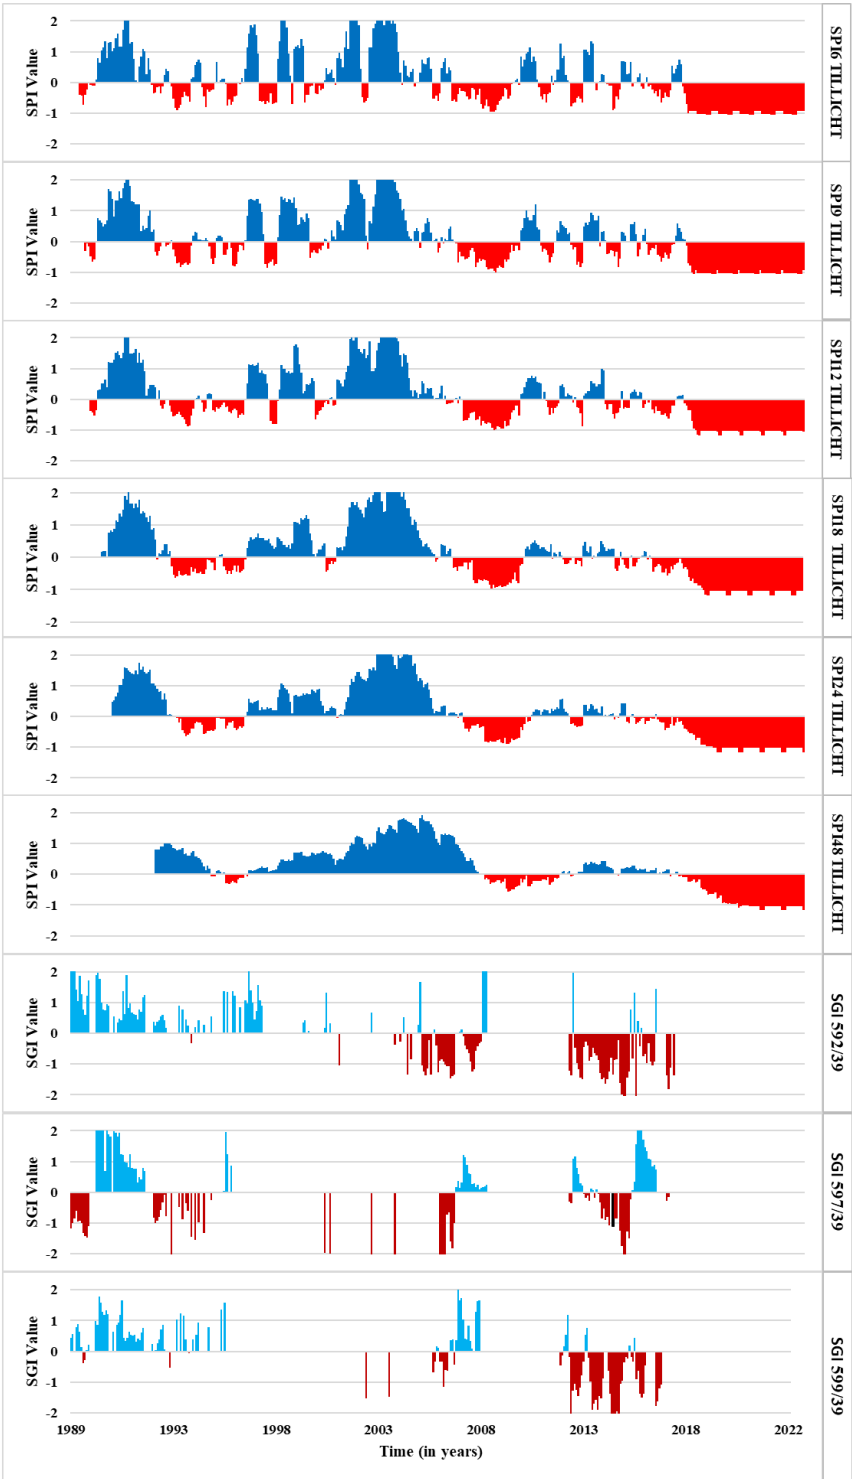 2
1
0
-1
-2
SPI Value
SPI6 TILLICHT
2
1
0
-1
-2
SPI Value
SPI9 TILLICHT
2
1
0
-1
-2
SPI Value
SPI12 TILLICHT
2
1
0
-1
-2
SPI Value
SPI18 TILLICHT
2
1
0
-1
-2
SPI Value
SPI24 TILLICHT
2
1
0
-1
-2
SPI Value
SPI48 TILLICHT
2
1
0
-1
-2
SGI Value
SGI 592/39
2
1
0
-1
-2
SGI Value
SGI 597/39
2
1
0
-1
-2
SGI Value
SGI 599/39
1989 1993 1998 2003 2008 2013 2018 2022
Time (in years)